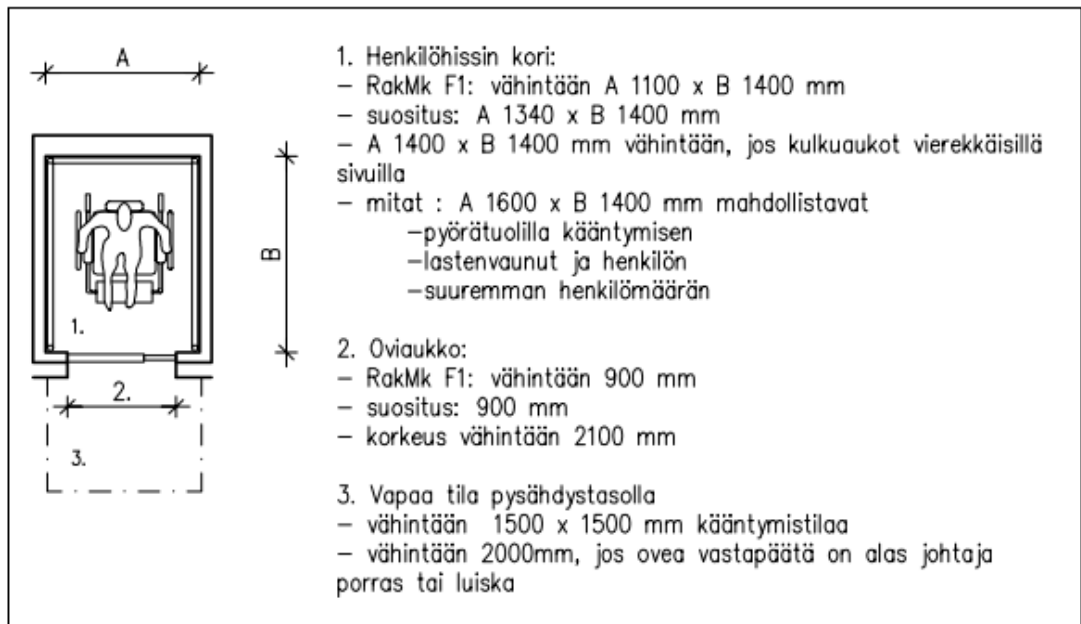 A
B
1.
2.
3.
1. Henkilöhissin kori:
– RakMk F1: vähintään A 1100 x B 1400 mm
– suositus: A 1340 x B 1400 mm
– A 1400 x B 1400 mm vähintään, jos kulkuaukot vierekkäisillä
sivuilla
– mitat : A 1600 x B 1400 mm mahdollistavat
–pyörätuolilla kääntymisen
–lastenvaunut ja henkilön
–suuremman henkilömäärän
2. Oviaukko:
– RakMk F1: vähintään 900 mm
– suositus: 900 mm
– korkeus vähintään 2100 mm
3. Vapaa tila pysähdystasolla
– vähintään 1500 x 1500 mm kääntymistilaa
– vähintään 2000mm, jos ovea vastapäätä on alas johtaja
porras tai luiska